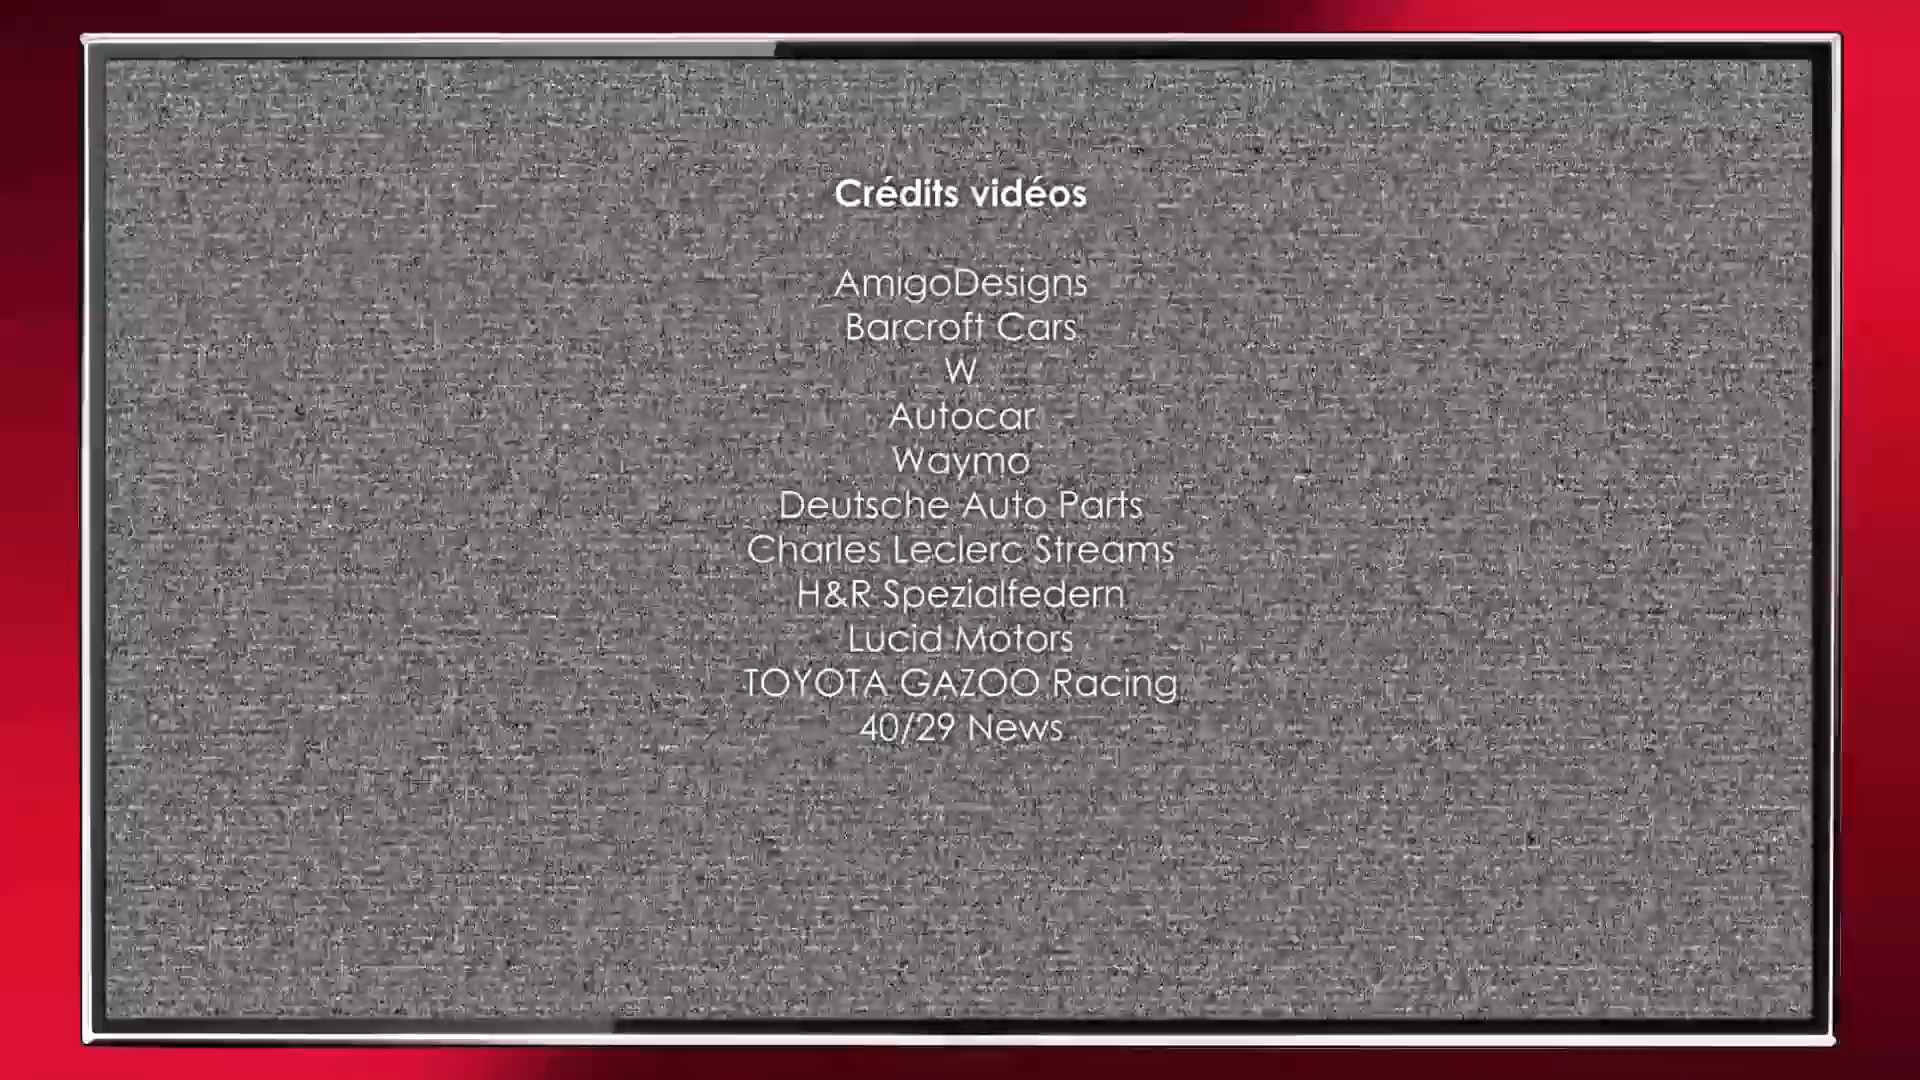 Crédits vidéos
AmigoDesigns
Barcroft Cars
W
Autocar
Waymo
Deutsche Auto Parts
Charles Leclerc Streams
H&R Spezialfedern
Lucid Motors
TOYOTA GAZOO Racing
40/29 News